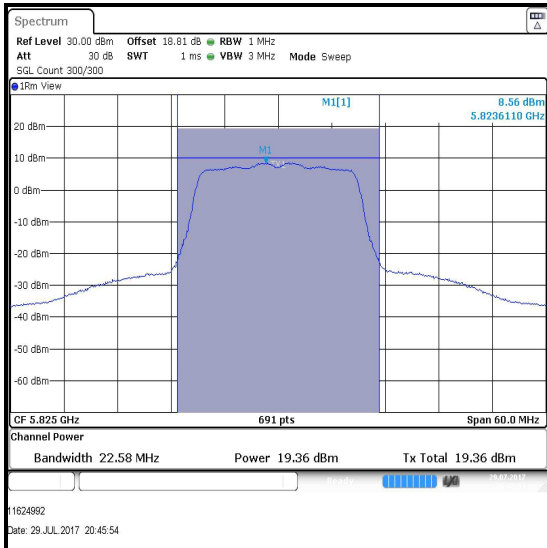 Spectrum
Ref Level 30.00 dBm Offset 18.81 dB RBW 1 MHz
Att 30 dB SWT 1 ms VBW 3 MHz Mode Sweep
SGL Count 300/300
1Rm View
M1[1] 8.56 dBm
5.8236110 GHz
20 dBm
M1
10 dBm
0 dBm
-10 dBm
-20 dBm
-30 dBm
-40 dBm
-50 dBm
-60 dBm
CF 5.825 GHz 691 pts Span 60.0 MHz
Channel Power
Bandwidth 22.58 MHz Power 19.36 dBm Tx Total 19.36 dBm
Ready 29.07.2017
11624992
Date: 29.JUL.2017 20:45:54